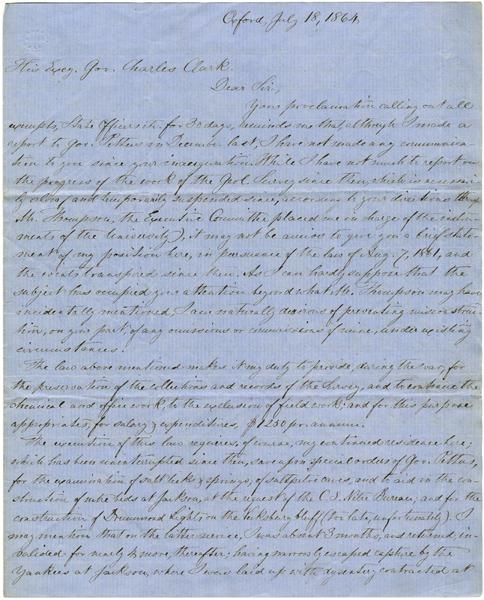 Oxford, July 18, 1864.
His Excy. Gov. Charles Clark.
Dear Sir,
Your proclamation calling out all
exempts, State Officers etc. for 30 days, reminds me that although I made a
report to Gov. Pettus in December last, I have not made any communica-
tion to you since your inauguration. While I have not much to report on
the progress of the work of the Geol. Survey since then, which is
and temporarily suspended since, according to your directions thro'
Mr. Thompson, the Executive Committee placed me in charge of the
ments of the University), it may not be amiss to give you a brief state-
ment of my position here, in pursuance of the law of Aug. 7, 1861, and
the events transpired since then. As I can hardly suppose that the
subject has occupied your attention beyond what Mr. Thompson may have
incidentally mentioned, I am naturally desirous of preventing misconstruc-
tion, on your part, of any omissions or commissions of mine, under existing
circumstances.
The law above mentioned makes it my duty to provide, during the war, for
the preservation of the collections and records of the Survey, and to continue the
chemical and office work, to the exclusion of field work; and for this purpose
appropriates, for salary & expenditures, $1250 pr. annum.
The execution of this law requires, of course, my continued residence here;
which has been uninterrupted since then, save upon special orders of Gov. Pettus,
for the examination of salt licks & springs, of saltpetre caves, and to aid in the con-
struction of nitre beds at Jackson, at the request of the C.S. Nitre Bureau; and for the
construction of Drummond Lights on the Vicksburg bluff (too late, unfortunately). I
may mention that on the latter service, I was about 3 months, and returned, in-
valided for nearly 4 more, thereafter; having narrowly escaped capture by the
Yankees at Jackson, where I was laid up with dysentery contracted at